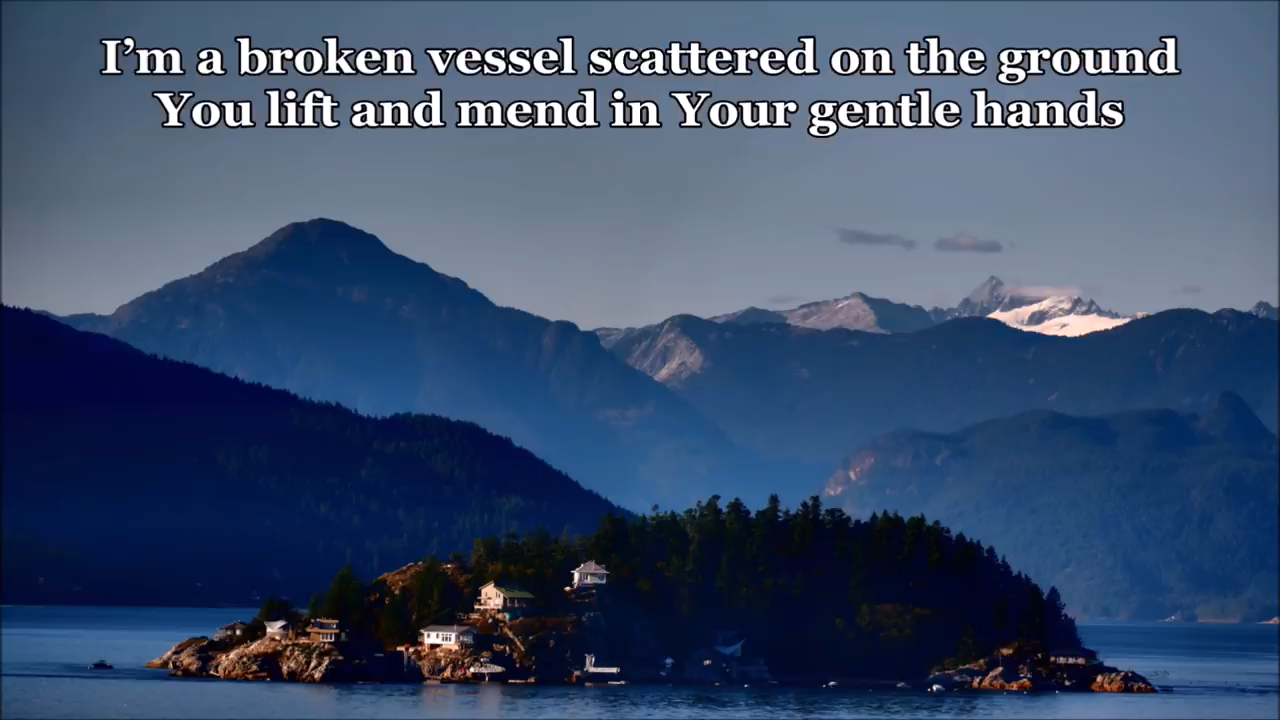 I’m a broken vessel scattered on the ground
You lift and mend in Your gentle hands